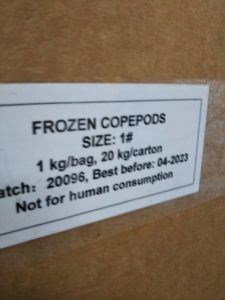 FROZEN COPEPODS
SIZE: 1#
1 kg/bag, 20 kg/carton
atch: 20096, Best before: 04-2023
Not for human consumption